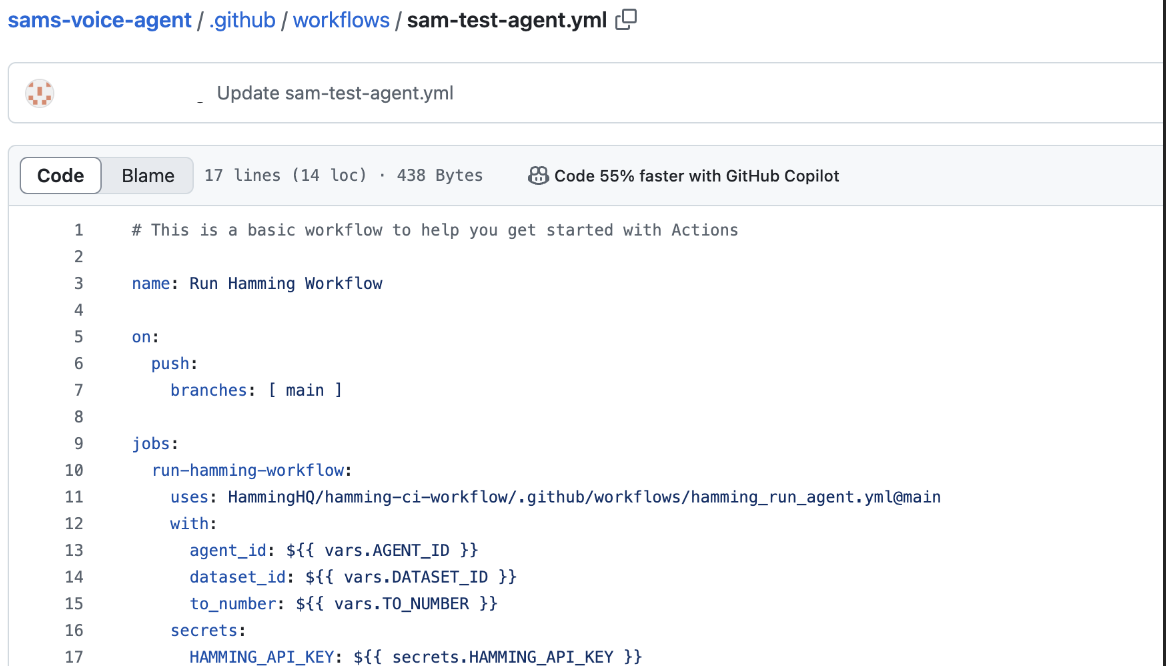 sams-voice-agent / .github / workflows / sam-test-agent.yml
Update sam-test-agent.yml
Code Blame 17 lines (14 loc) · 438 Bytes Code 55% faster with GitHub Copilot
1 # This is a basic workflow to help you get started with Actions
2
3 name: Run Hamming Workflow
4
5 on:
6 push:
7 branches: [ main ]
8
9 jobs:
10 run-hamming-workflow:
11 uses: HammingHQ/hamming-ci-workflow/.github/workflows/hamming_run_agent.yml@main
12 with:
13 agent_id: ${{ vars.AGENT_ID }}
14 dataset_id: ${{ vars.DATASET_ID }}
15 to_number: ${{ vars.TO_NUMBER }}
16 secrets:
17 HAMMING_API_KEY: ${{ secrets.HAMMING_API_KEY }}